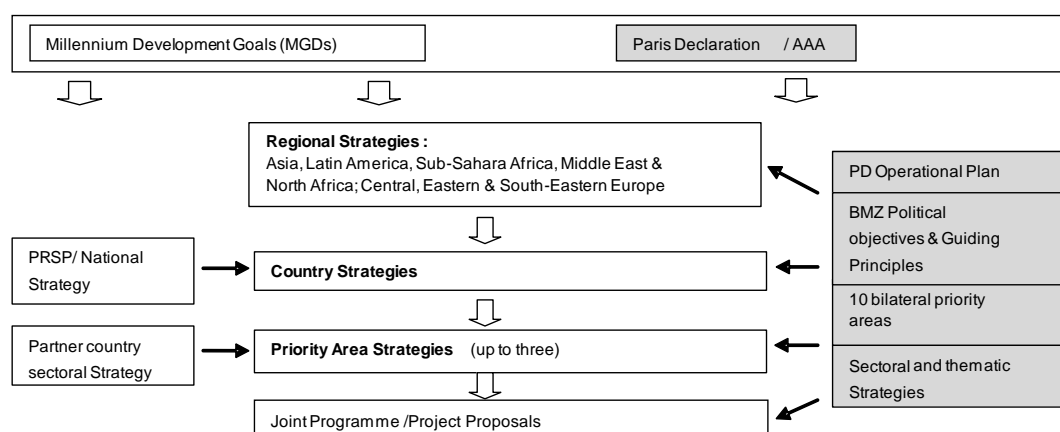 Millennium Development Goals (MGDs)
Paris Declaration / AAA
Regional Strategies :
Asia, Latin America, Sub-Sahara Africa, Middle East &
North Africa; Central, Eastern & South-Eastern Europe
PD Operational Plan
BMZ Political
objectives & Guiding
Principles
PRSP/ National
Strategy
Country Strategies
10 bilateral priority
areas
Partner country
sectoral Strategy
Priority Area Strategies (up to three)
Sectoral and thematic
Strategies
Joint Programme /Project Proposals